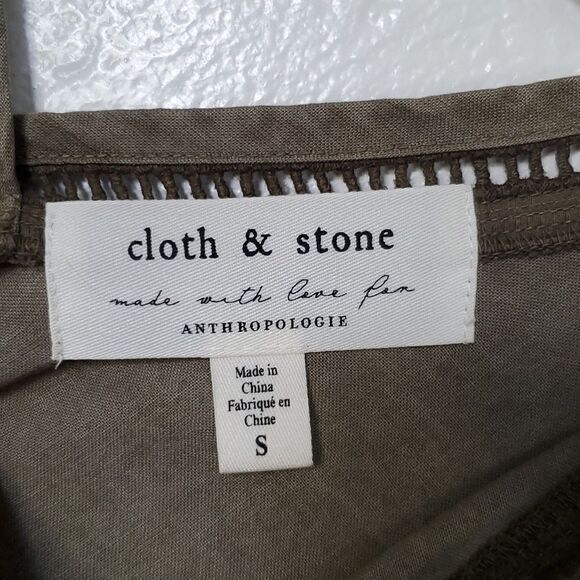 cloth & stone
made with love for
ANTHROPOLOGIE
Made in
China
Fabriqué en
Chine
S